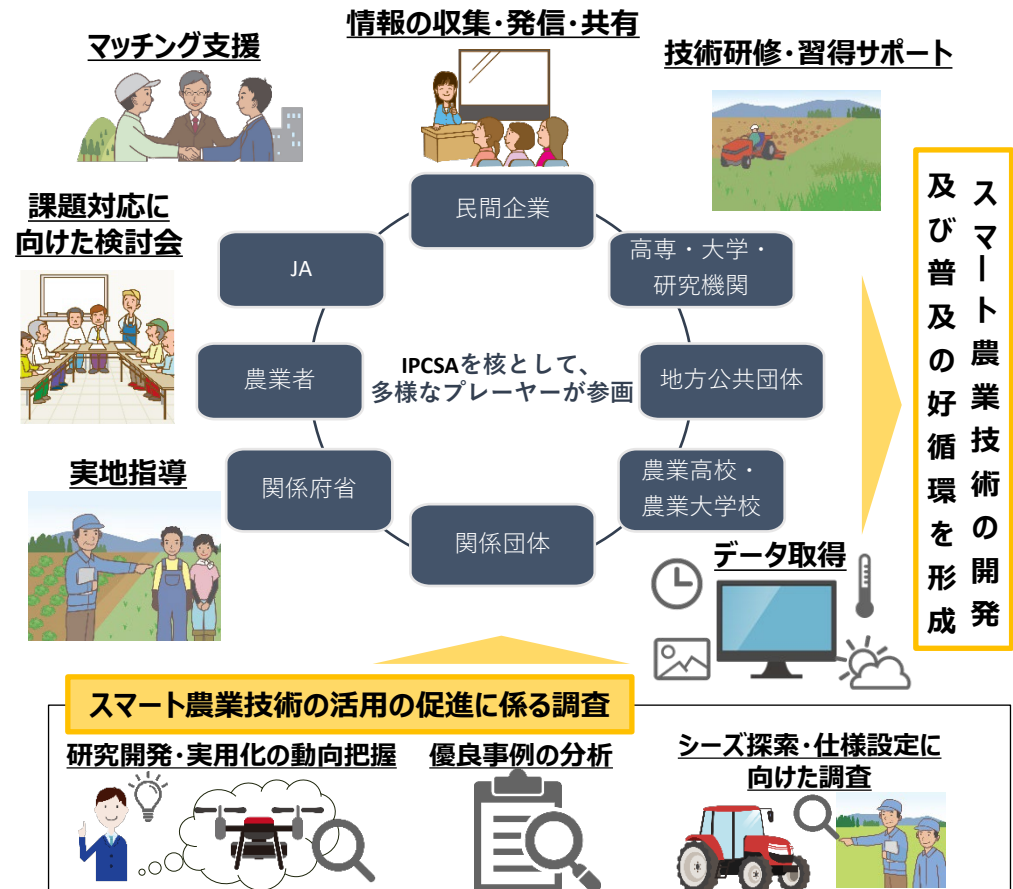 情報の収集・発信・共有
マッチング支援
技術研修・習得サポート
課題対応に
向けた検討会
民間企業
JA
高専・大学・
研究機関
農業者
IPCSAを核として、
多様なプレーヤーが参画
地方公共団体
実地指導
関係府省
農業高校・
農業大学校
関係団体
データ取得
スマート農業技術の開発
及び普及の好循環を形成
スマート農業技術の活用の促進に係る調査
研究開発・実用化の動向把握
優良事例の分析
シーズ探索・仕様設定に
向けた調査